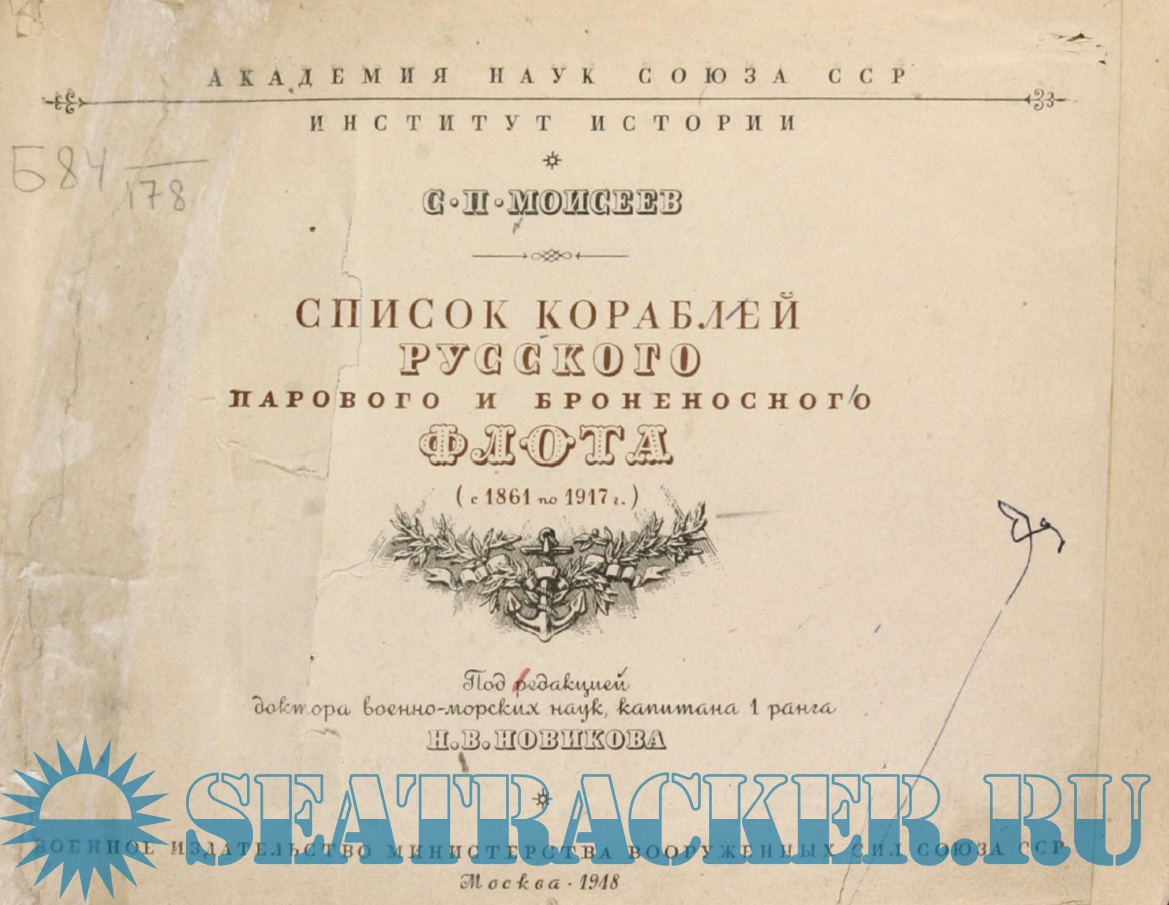 АКАДЕМИЯ НАУК СОЮЗА ССР
ИНСТИТУТ ИСТОРИИ
Б84
178
С·П·МОИСЕЕВ
СПИСОК КОРАБЛЕЙ
РУССКОГО
ПАРОВОГО И БРОНЕНОСНОГО
ФЛОТА
(с 1861 по 1917 г.)
Под редакцией
доктора военно-морских наук, капитана 1 ранга
Н.В.НОВИКОВА
SEATRACKER.RU
ВОЕННОЕ ИЗДАТЕЛЬСТВО МИНИСТЕРСТВА ВООРУЖЕННЫХ СИЛ СОЮЗА ССР
Москва · 1948